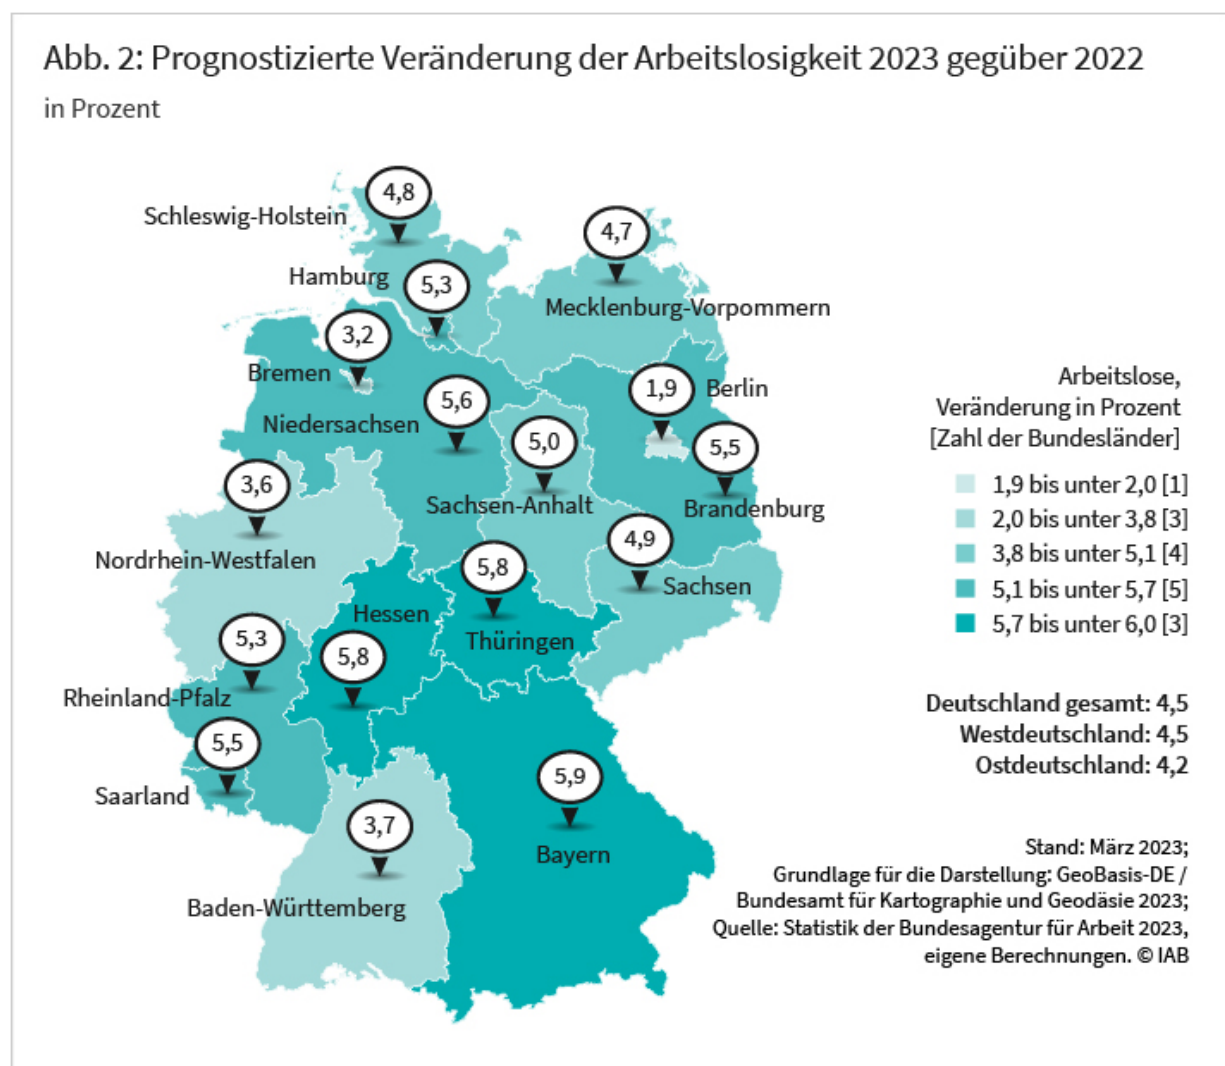 Abb. 2: Prognostizierte Veränderung der Arbeitslosigkeit 2023 gegüber 2022
in Prozent
4,8
Schleswig-Holstein
4,7
Hamburg
5,3
Mecklenburg-Vorpommern
3,2
Bremen
1,9
Berlin
5,6
Niedersachsen
5,0
5,5
3,6
Sachsen-Anhalt
Brandenburg
Nordrhein-Westfalen
4,9
Sachsen
5,8
Hessen
Thüringen
5,3
5,8
Rheinland-Pfalz
5,5
Saarland
5,9
Bayern
3,7
Baden-Württemberg
Arbeitslose,
Veränderung in Prozent
[Zahl der Bundesländer]
1,9 bis unter 2,0 [1]
2,0 bis unter 3,8 [3]
3,8 bis unter 5,1 [4]
5,1 bis unter 5,7 [5]
5,7 bis unter 6,0 [3]
Deutschland gesamt: 4,5
Westdeutschland: 4,5
Ostdeutschland: 4,2
Stand: März 2023;
Grundlage für die Darstellung: GeoBasis-DE /
Bundesamt für Kartographie und Geodäsie 2023;
Quelle: Statistik der Bundesagentur für Arbeit 2023,
eigene Berechnungen. © IAB